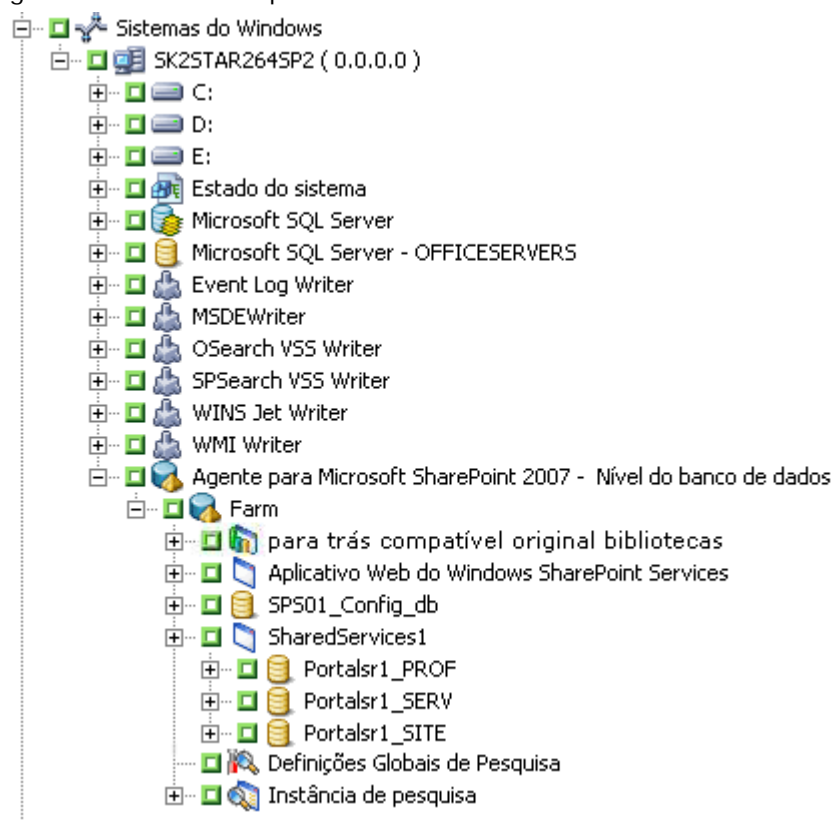 Sistemas do Windows
SK2STAR264SP2 ( 0.0.0.0 )
C:
D:
E:
Estado do sistema
Microsoft SQL Server
Microsoft SQL Server - OFFICESERVERS
Event Log Writer
MSDEWriter
OSearch VSS Writer
SPSearch VSS Writer
WINS Jet Writer
WMI Writer
Agente para Microsoft SharePoint 2007 - Nível do banco de dados
Farm
para trás compatível original bibliotecas
Aplicativo Web do Windows SharePoint Services
SPS01_Config_db
SharedServices1
Portalsr1_PROF
Portalsr1_SERV
Portalsr1_SITE
Definições Globais de Pesquisa
Instância de pesquisa